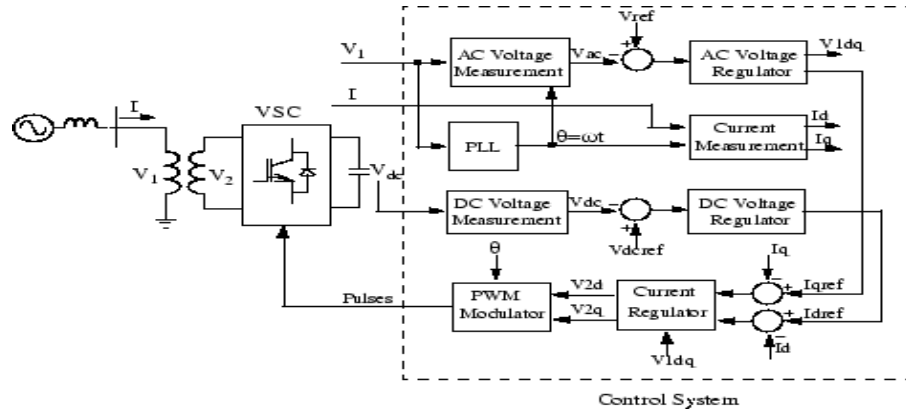 Vref
V1
AC Voltage
Measurement
Vac
AC Voltage
Regulator
V1dq
I
VSC
I
PLL
θ=ωt
Current
Measurement
Id
Iq
V1
V2
Vdc
DC Voltage
Measurement
Vdc
DC Voltage
Regulator
Vdcref
θ
Iq
Pulses
PWM
Modulator
V2d
V2q
Current
Regulator
Iqref
Idref
Id
V1dq
Control System